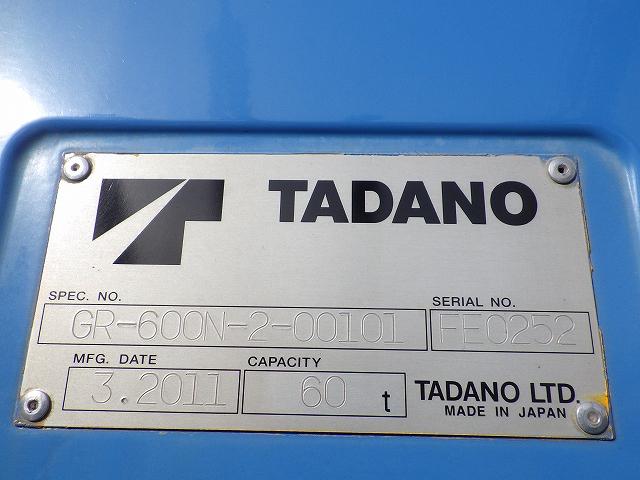 TADANO
SPEC. NO. SERIAL NO.
GR-600N-2-00101 FE0252
MFG. DATE CAPACITY
3.2011 60 t TADANO LTD.
MADE IN JAPAN